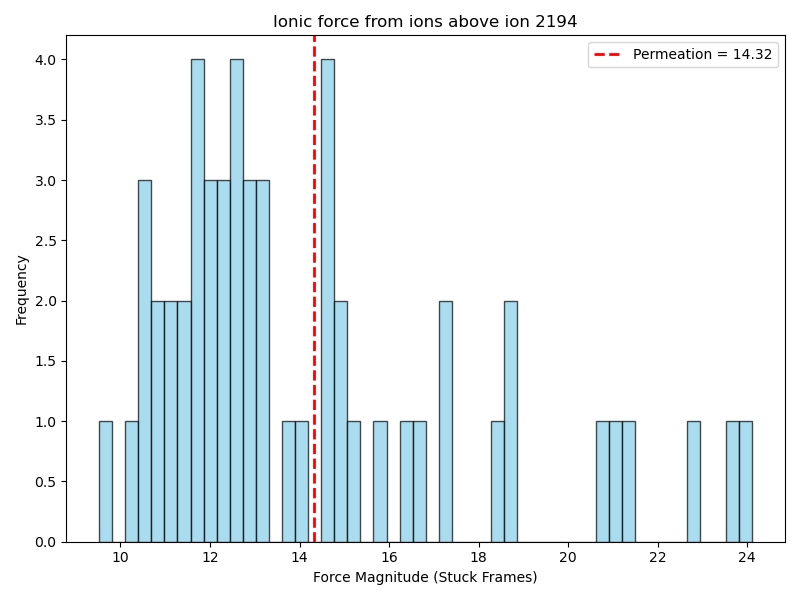 Ionic force from ions above ion 2194
Permeation = 14.32
4.0
3.5
3.0
2.5
2.0
1.5
1.0
0.5
0.0
Frequency
10 12 14 16 18 20 22 24
Force Magnitude (Stuck Frames)